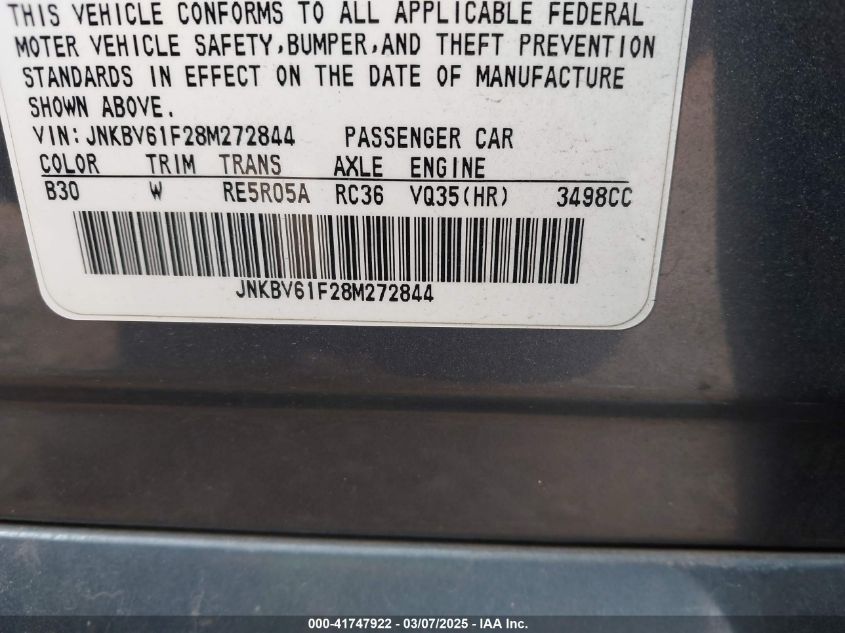 THIS VEHICLE CONFORMS TO ALL APPLICABLE FEDERAL
MOTOR VEHICLE SAFETY,BUMPER,AND THEFT PREVENTION
STANDARDS IN EFFECT ON THE DATE OF MANUFACTURE
SHOWN ABOVE.
VIN:JNKBV61F28M272844 PASSENGER CAR
COLOR TRIM TRANS AXLE ENGINE
B30 W RE5R05A RC36 VQ35(HR) 3498CC
JNKBV61F28M272844
000-41747922 - 03/07/2025 - IAA Inc.